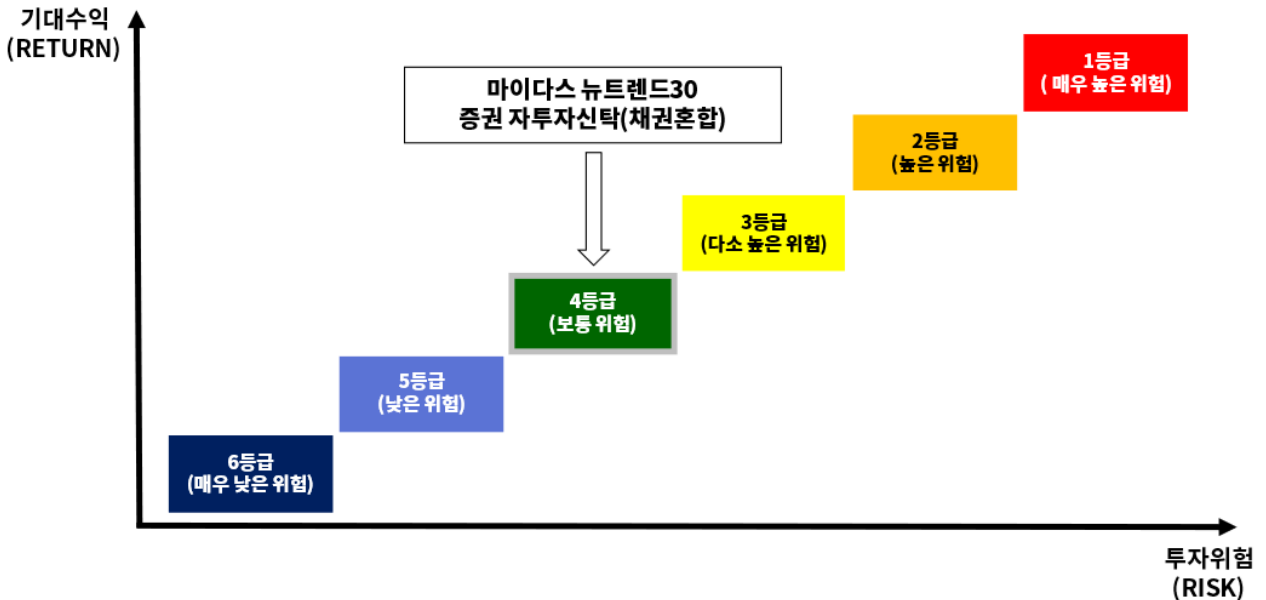 기대수익
(RETURN)
마이다스 뉴트렌드30
증권 자투자신탁(채권혼합)
1등급
( 매우 높은 위험)
2등급
(높은 위험)
3등급
(다소 높은 위험)
4등급
(보통 위험)
5등급
(낮은 위험)
6등급
(매우 낮은 위험)
투자위험
(RISK)